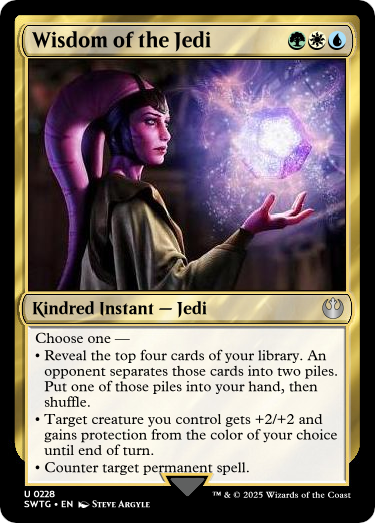 Wisdom of the Jedi
Kindred Instant — Jedi
Choose one —
• Reveal the top four cards of your library. An
opponent separates those cards into two piles.
Put one of those piles into your hand, then
shuffle.
• Target creature you control gets +2/+2 and
gains protection from the color of your choice
until end of turn.
• Counter target permanent spell.
U 0228
SWTG • EN Steve Argyle
™ & © 2025 Wizards of the Coast